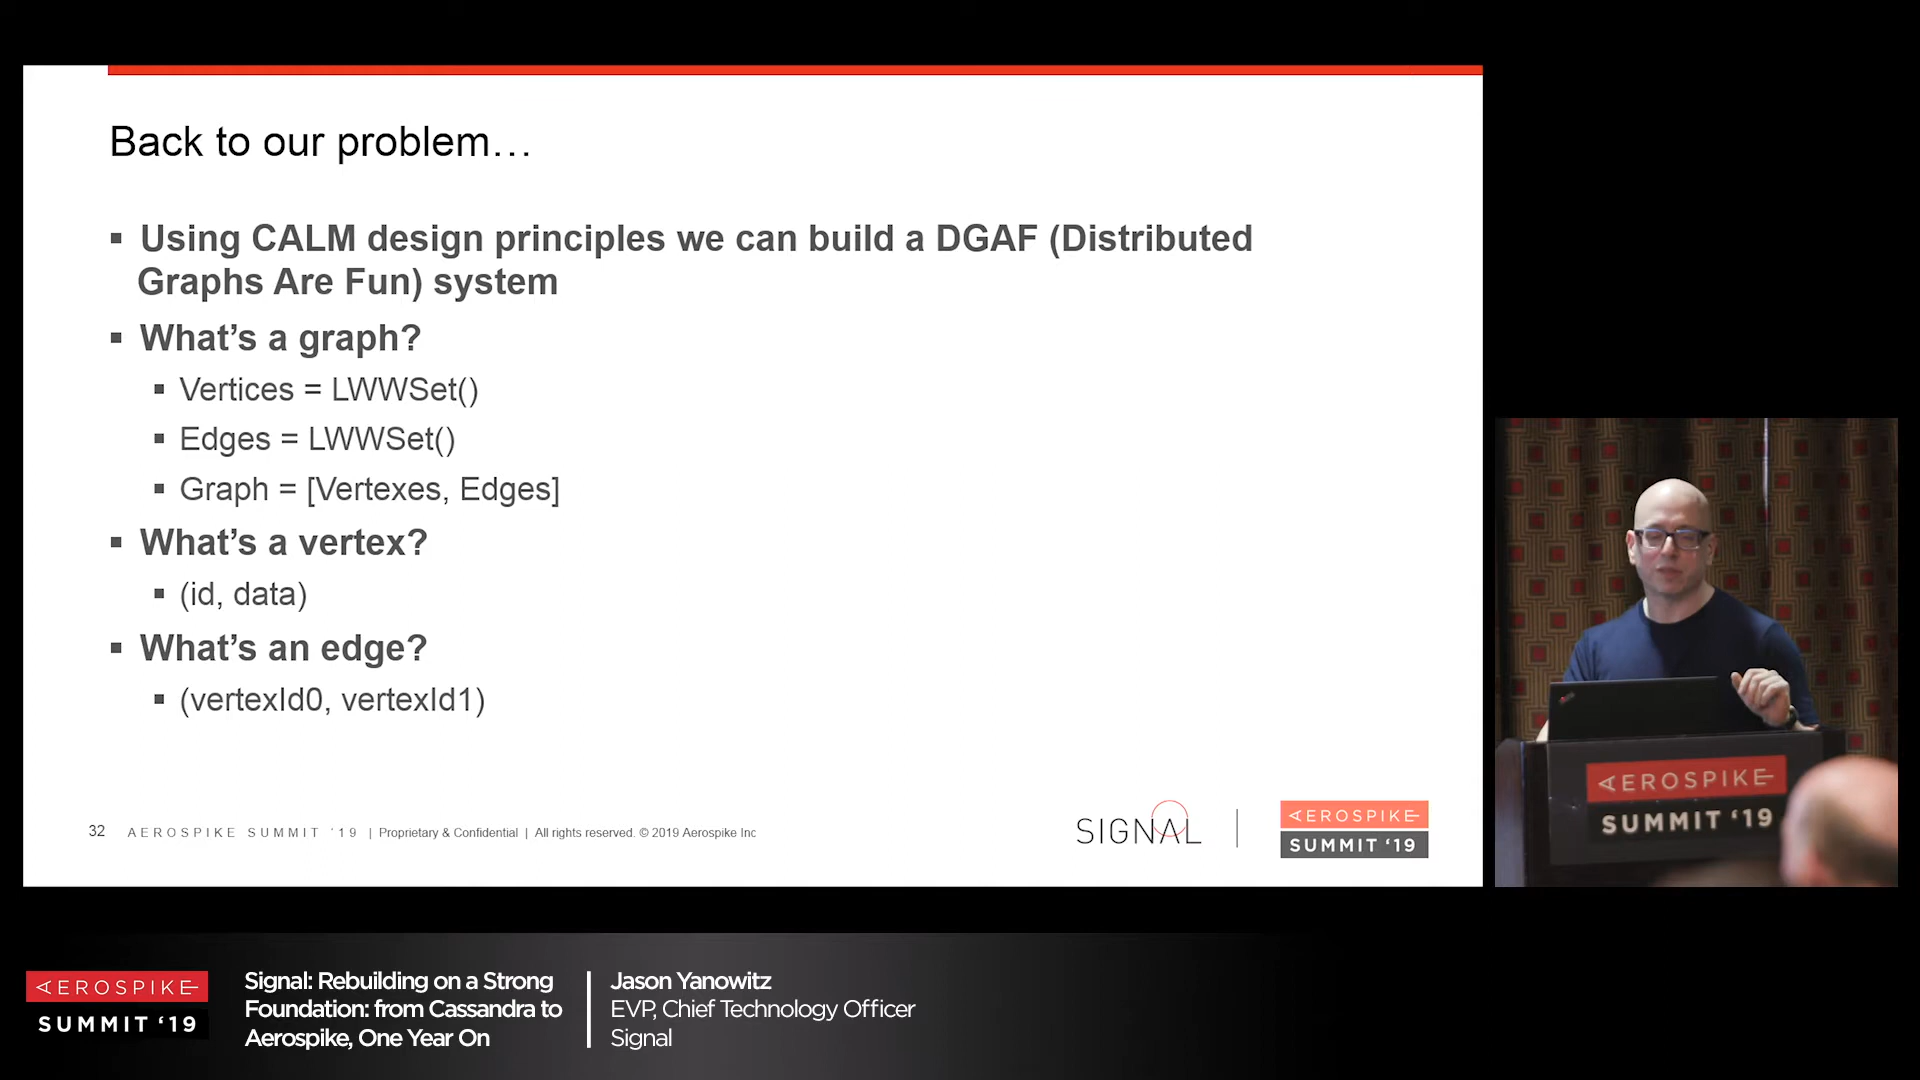 Back to our problem…
▪ Using CALM design principles we can build a DGAF (Distributed
Graphs Are Fun) system
▪ What’s a graph?
▪ Vertices = LWWSet()
▪ Edges = LWWSet()
▪ Graph = [Vertexes, Edges]
▪ What’s a vertex?
▪ (id, data)
▪ What’s an edge?
▪ (vertexId0, vertexId1)
32 AEROSPIKE SUMMIT ‘19 | Proprietary & Confidential | All rights reserved. © 2019 Aerospike Inc
SIGNAL
AEROSPIKE
SUMMIT ‘19
AEROSPIKE
SUMMIT ‘19
AEROSPIKE
SUMMIT ‘19
Signal: Rebuilding on a Strong
Foundation: from Cassandra to
Aerospike, One Year On
Jason Yanowitz
EVP, Chief Technology Officer
Signal